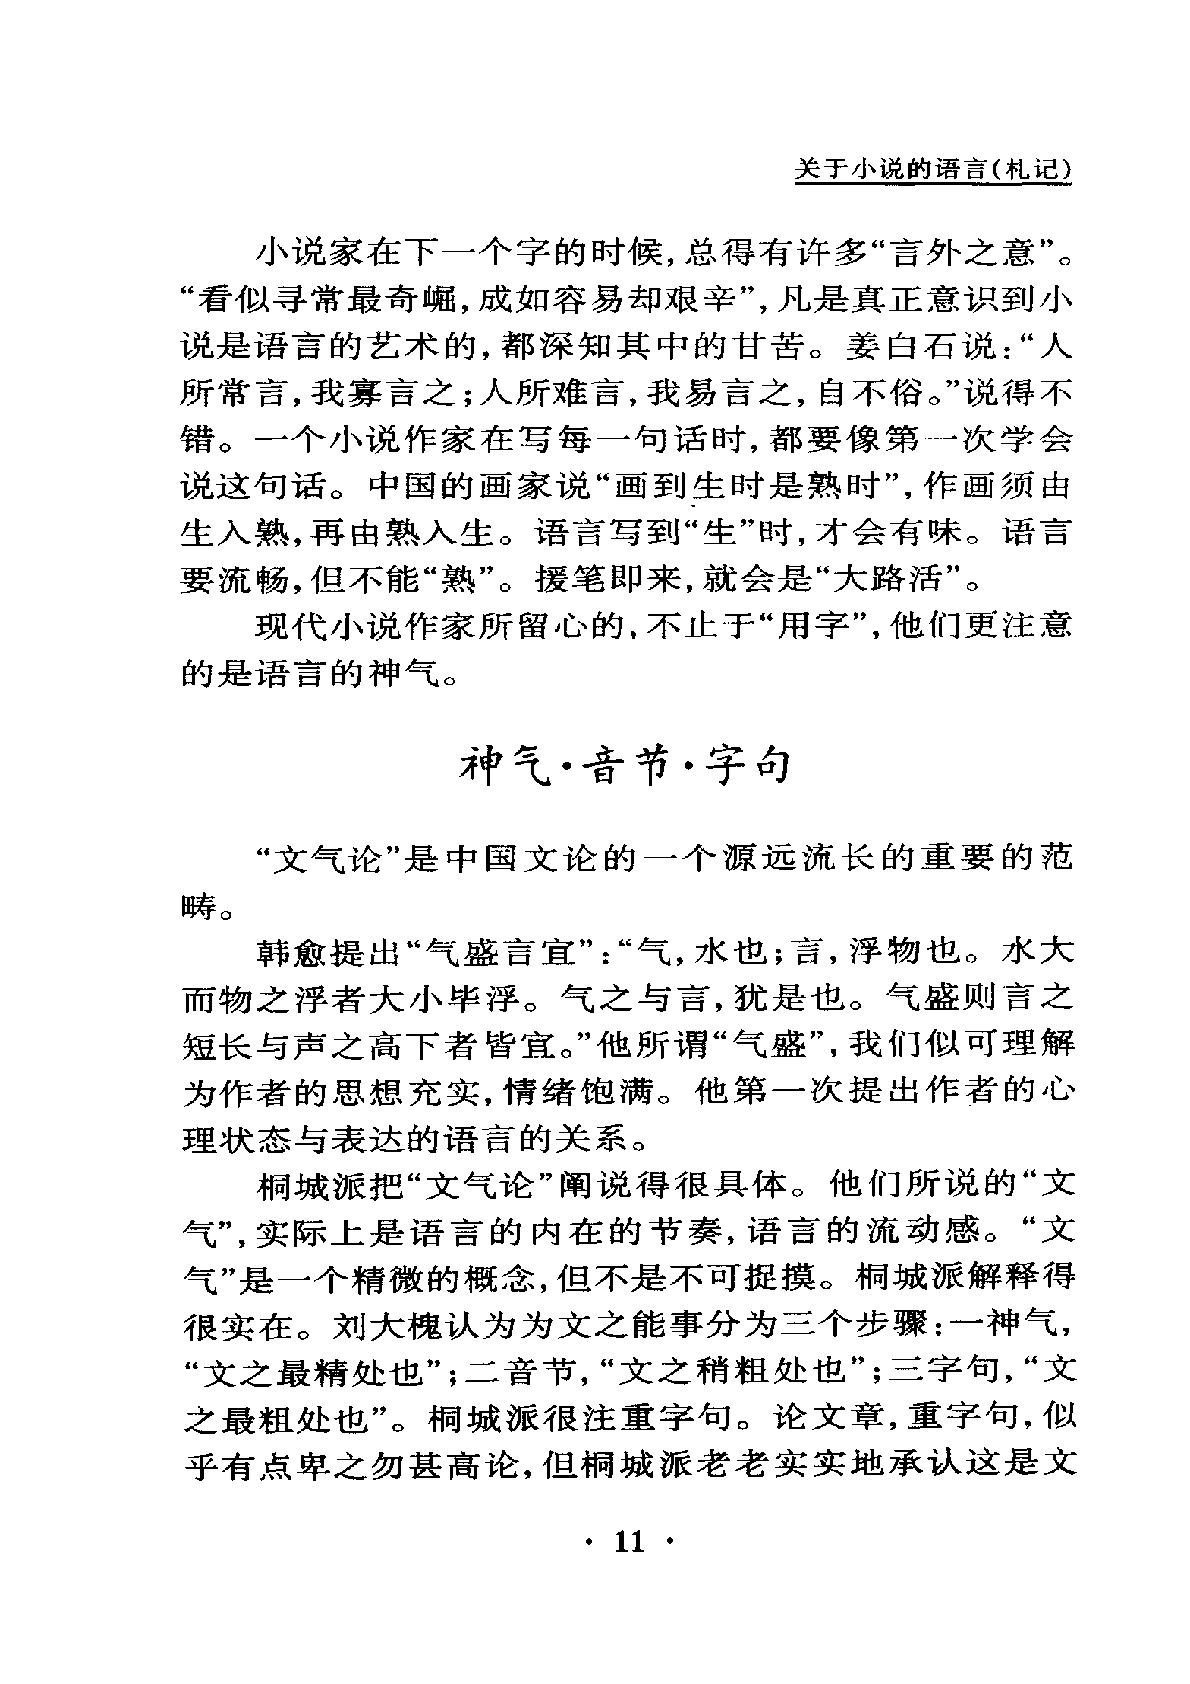 关于小说的语言(札记)
小说家在下一个字的时候,总得有许多“言外之意”。
“看似寻常最奇崛,成如容易却艰辛”,凡是真正意识到小
说是语言的艺术的,都深知其中的甘苦。姜白石说:“人
所常言,我寡言之;人所难言,我易言之,自不俗。”说得不
错。一个小说作家在写每一句话时,都要像第一次学会
说这句话。中国的画家说“画到生时是熟时”,作画须由
生入熟,再由熟入生。语言写到“生”时,才会有味。语言
要流畅,但不能“熟”。援笔即来,就会是“大路活”。
现代小说作家所留心的,不止于“用字”,他们更注意
的是语言的神气。
神气·音节·字句
“文气论”是中国文论的一个源远流长的重要的范
畴。
韩愈提出“气盛言宜”:“气,水也;言,浮物也。水大
而物之浮者大小毕浮。气之与言,犹是也。气盛则言之
短长与声之高下者皆宜。”他所谓“气盛”,我们似可理解
为作者的思想充实,情绪饱满。他第一次提出作者的心
理状态与表达的语言的关系。
桐城派把“文气论”阐说得很具体。他们所说的“文
气”,实际上是语言的内在的节奏,语言的流动感。“文
气”是一个精微的概念,但不是不可捉摸。桐城派解释得
很实在。刘大槐认为为文之能事分为三个步骤:一神气,
“文之最精处也”;二音节,“文之稍粗处也”;三字句,“文
之最粗处也”。桐城派很注重字句。论文章,重字句,似
乎有点卑之勿甚高论,但桐城派老老实实地承认这是文
· 11 ·